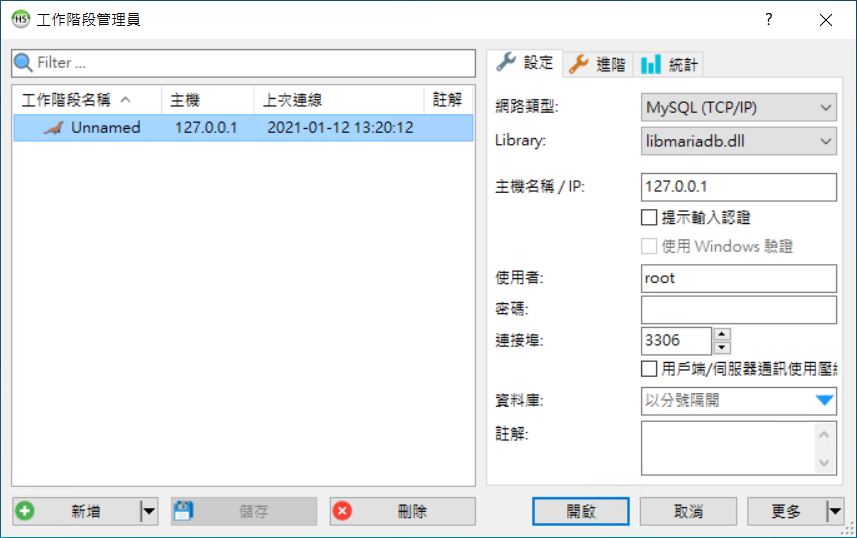 HS 工作階段管理員
Filter ...
工作階段名稱 主機 上次連線 註解
Unnamed 127.0.0.1 2021-01-12 13:20:12
設定 進階 統計
網路類型: MySQL (TCP/IP)
Library: libmariadb.dll
主機名稱 / IP: 127.0.0.1
提示輸入認證
使用 Windows 驗證
使用者: root
密碼:
連接埠: 3306
用戶端/伺服器通訊使用壓
資料庫: 以分號隔開
註解:
新增 儲存 刪除 開啟 取消 更多